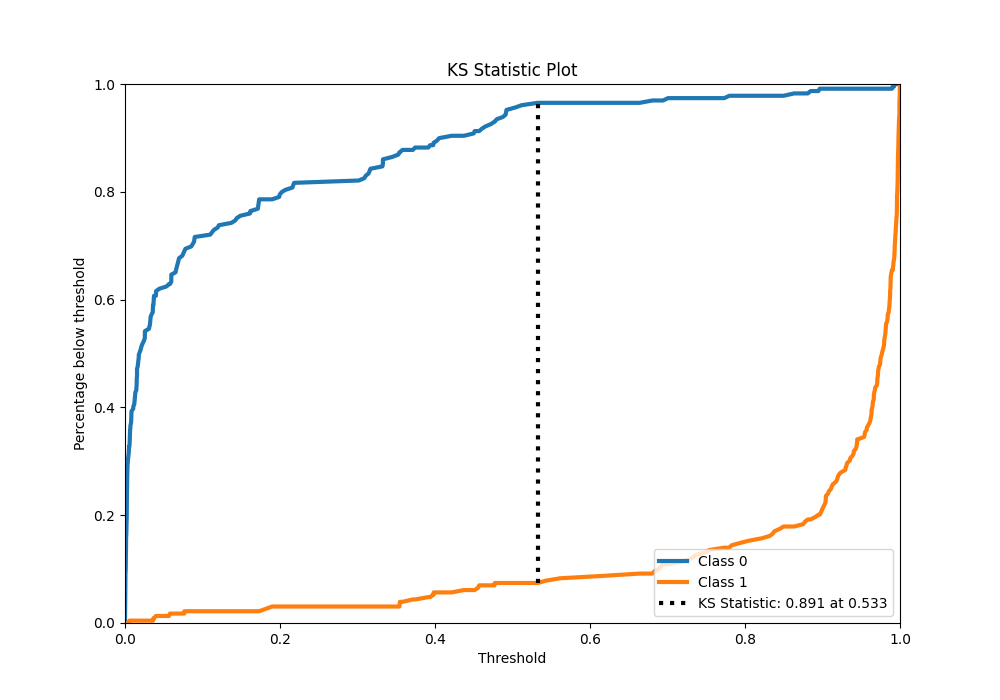 KS Statistic Plot
1.0
0.8
0.6
0.4
0.2
0.0
Percentage below threshold
0.0 0.2 0.4 0.6 0.8 1.0
Threshold
Class 0
Class 1
KS Statistic: 0.891 at 0.533